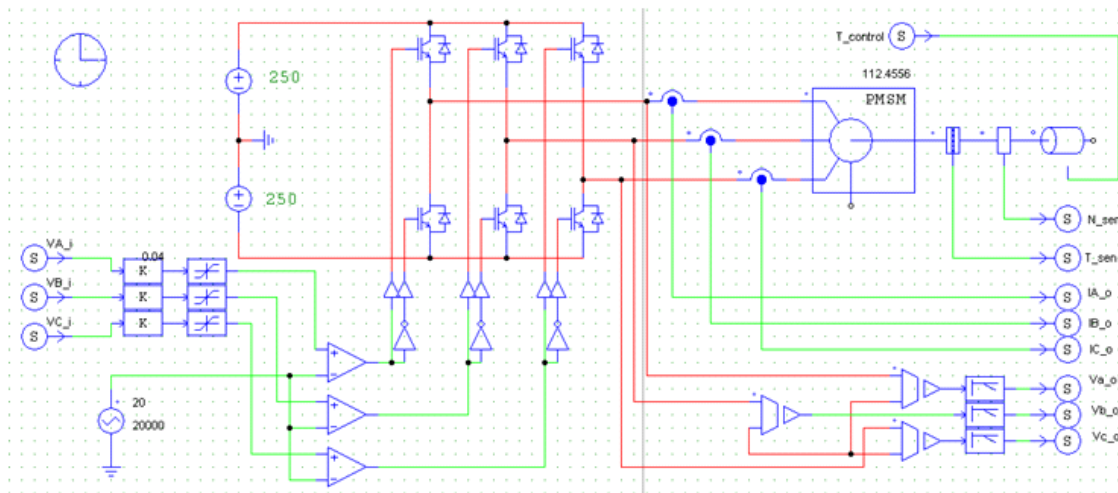 T_control
S
112.4556
PMSM
250
250
N_sen
S
T_sen
S
VA_i
S
0.04
K
VB_i
S
K
VC_i
S
K
IA_o
S
IB_o
S
IC_o
S
20
20000
Va_o
S
Vb_o
S
Vc_o
S